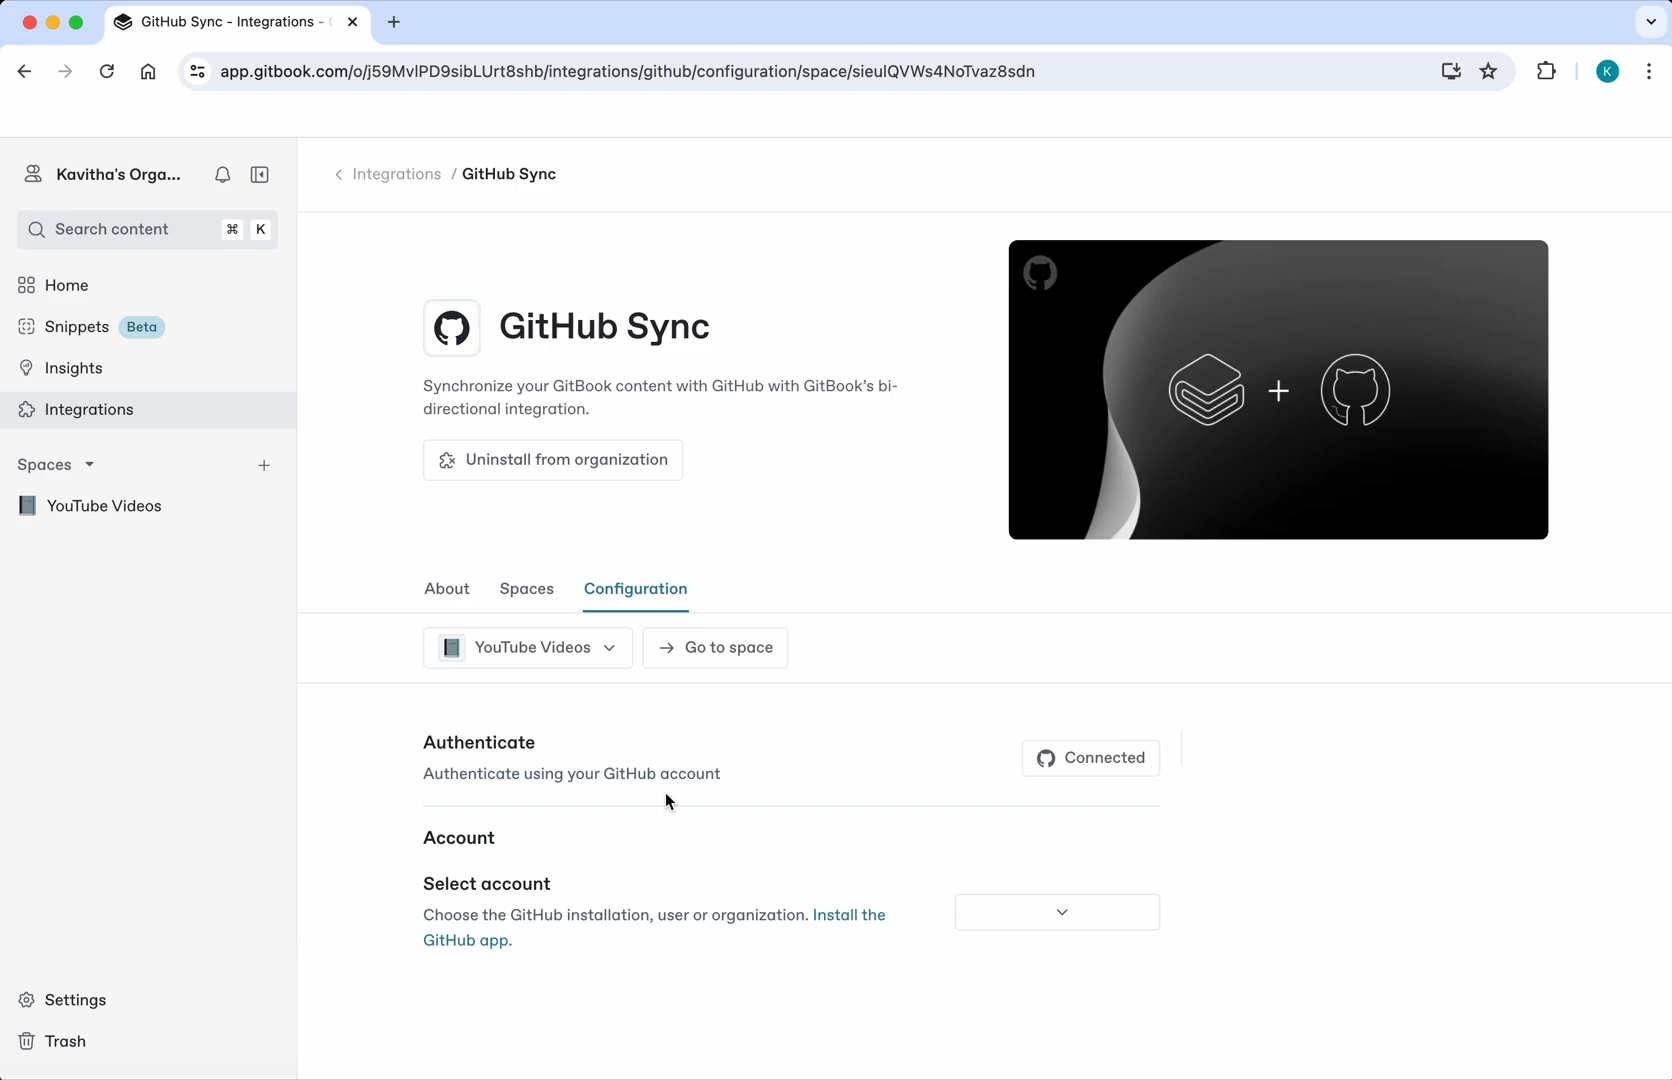 GitHub Sync - Integrations -
app.gitbook.com/o/j59MvlPD9sibLUrt8shb/integrations/github/configuration/space/sieulQVWs4NoTvaz8sdn
K
Kavitha's Orga...
Search content
⌘ K
Home
Snippets Beta
Insights
Integrations
Spaces
YouTube Videos
Settings
Trash
Integrations / GitHub Sync
GitHub Sync
Synchronize your GitBook content with GitHub with GitBook’s bi-
directional integration.
Uninstall from organization
About Spaces Configuration
YouTube Videos → Go to space
Authenticate
Authenticate using your GitHub account
Connected
Account
Select account
Choose the GitHub installation, user or organization. Install the
GitHub app.